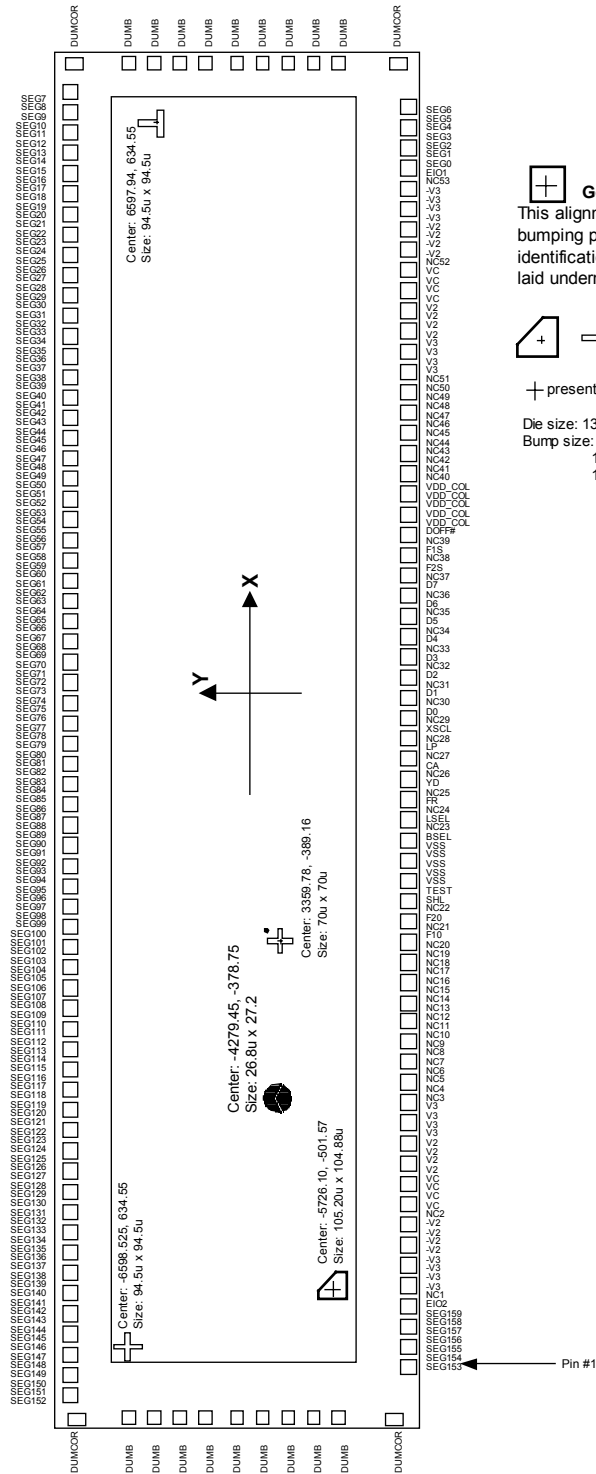 DUMCOR
DUMB
DUMB
DUMB
DUMB
DUMB
DUMB
DUMB
DUMB
DUMB
DUMCOR
SEG7
SEG8
SEG9
SEG10
SEG11
SEG12
SEG13
SEG14
SEG15
SEG16
SEG17
SEG18
SEG19
SEG20
SEG21
SEG22
SEG23
SEG24
SEG25
SEG26
SEG27
SEG28
SEG29
SEG30
SEG31
SEG32
SEG33
SEG34
SEG35
SEG36
SEG37
SEG38
SEG39
SEG40
SEG41
SEG42
SEG43
SEG44
SEG45
SEG46
SEG47
SEG48
SEG49
SEG50
SEG51
SEG52
SEG53
SEG54
SEG55
SEG56
SEG57
SEG58
SEG59
SEG60
SEG61
SEG62
SEG63
SEG64
SEG65
SEG66
SEG67
SEG68
SEG69
SEG70
SEG71
SEG72
SEG73
SEG74
SEG75
SEG76
SEG77
SEG78
SEG79
SEG80
SEG81
SEG82
SEG83
SEG84
SEG85
SEG86
SEG87
SEG88
SEG89
SEG90
SEG91
SEG92
SEG93
SEG94
SEG95
SEG96
SEG97
SEG98
SEG99
SEG100
SEG101
SEG102
SEG103
SEG104
SEG105
SEG106
SEG107
SEG108
SEG109
SEG110
SEG111
SEG112
SEG113
SEG114
SEG115
SEG116
SEG117
SEG118
SEG119
SEG120
SEG121
SEG122
SEG123
SEG124
SEG125
SEG126
SEG127
SEG128
SEG129
SEG130
SEG131
SEG132
SEG133
SEG134
SEG135
SEG136
SEG137
SEG138
SEG139
SEG140
SEG141
SEG142
SEG143
SEG144
SEG145
SEG146
SEG147
SEG148
SEG149
SEG150
SEG151
SEG152
Center: 6597.94, 634.55
Size: 94.5u x 94.5u
X
Y
Center: 3359.78, -389.16
Size: 70u x 70u
Center: -4279.45, -378.75
Size: 26.8u x 27.2
Center: -5726.10, -501.57
Size: 105.20u x 104.88u
Center: -6598.525, 634.55
Size: 94.5u x 94.5u
SEG6
SEG5
SEG4
SEG3
SEG2
SEG1
SEG0
EIO1
NC53
-V3
-V3
-V3
-V3
-V2
-V2
-V2
NC52
VC
VC
VC
VC
V2
V2
V2
V2
V3
V3
V3
V3
NC51
NC50
NC49
NC48
NC47
NC46
NC45
NC44
NC43
NC42
NC41
NC40
VDD_COL
VDD_COL
VDD_COL
VDD_COL
VDD_COL
DOFF#
NC39
F1S
NC38
F2S
NC37
D7
NC36
D6
NC35
D5
NC34
D4
NC33
D3
NC32
D2
NC31
D1
NC30
D0
NC29
XSCL
NC28
LP
NC27
CA
NC26
YD
NC25
FR
NC24
LSEL
NC23
BSEL
VSS
VSS
VSS
VSS
VSS
TEST
SHL
NC22
F20
NC21
F10
NC20
NC19
NC18
NC17
NC16
NC15
NC14
NC13
NC12
NC11
NC10
NC9
NC8
NC7
NC6
NC5
NC4
NC3
V3
V3
V3
V3
V2
V2
V2
V2
VC
VC
VC
VC
NC2
-V2
-V2
-V2
-V3
-V3
-V3
NC1
EIO2
SEG159
SEG158
SEG157
SEG156
SEG155
SEG154
SEG153
Pin #1
G
This alignr
bumping p
identificati
laid underr
+ present
Die size: 13
Bump size:
1
1
DUMCOR
DUMB
DUMB
DUMB
DUMB
DUMB
DUMB
DUMB
DUMB
DUMB
DUMCOR